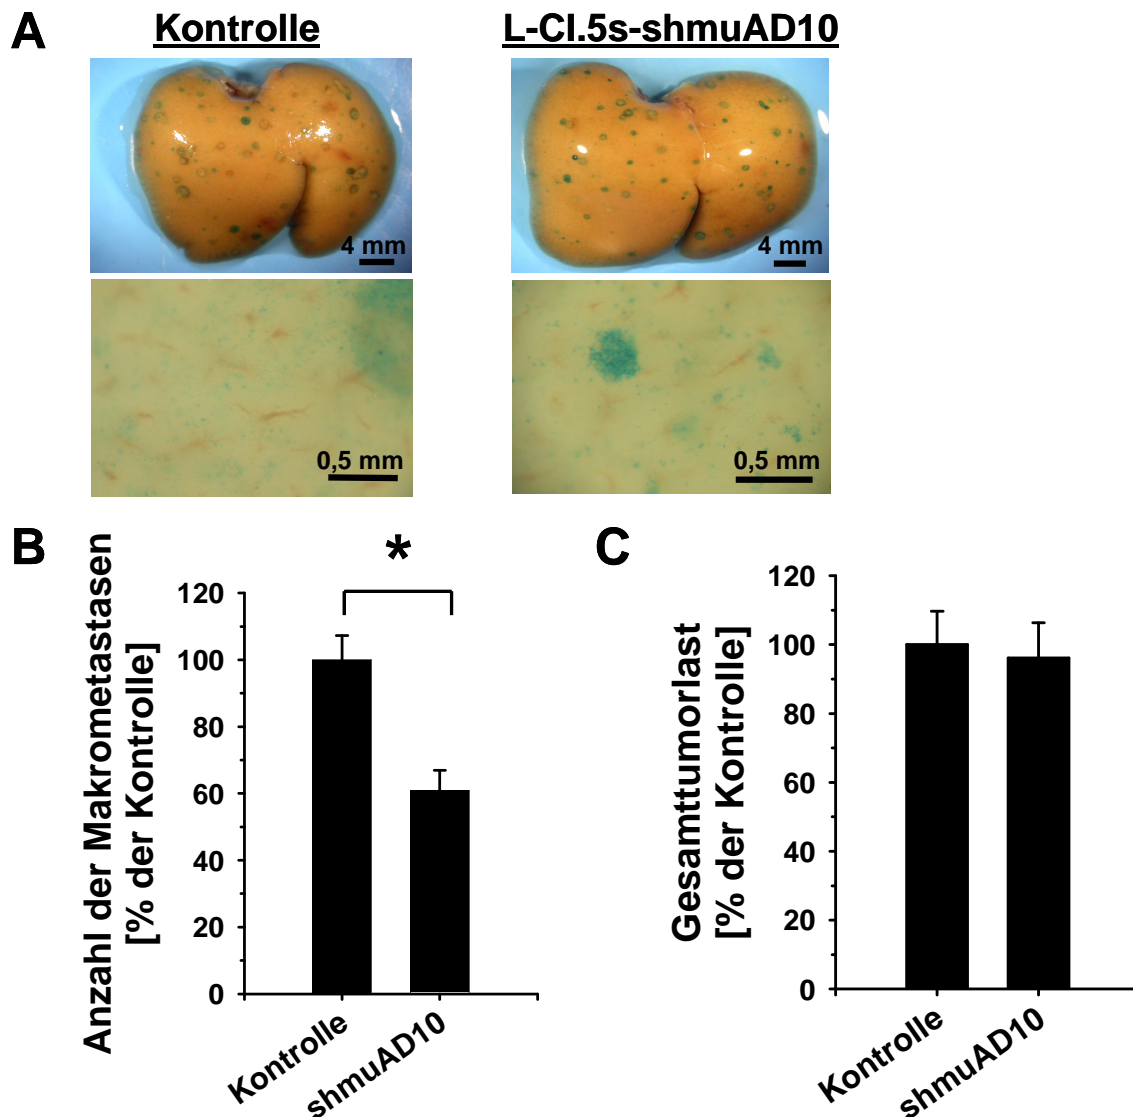 A
Kontrolle
L-CI.5s-shmuAD10
4 mm
4 mm
0,5 mm
0,5 mm
B
Anzahl der Makrometastasen
[% der Kontrolle]
120
100
80
60
40
20
0
*
Kontrolle
shmuAD10
C
Gesamttumorlast
[% der Kontrolle]
120
100
80
60
40
20
0
Kontrolle
shmuAD10